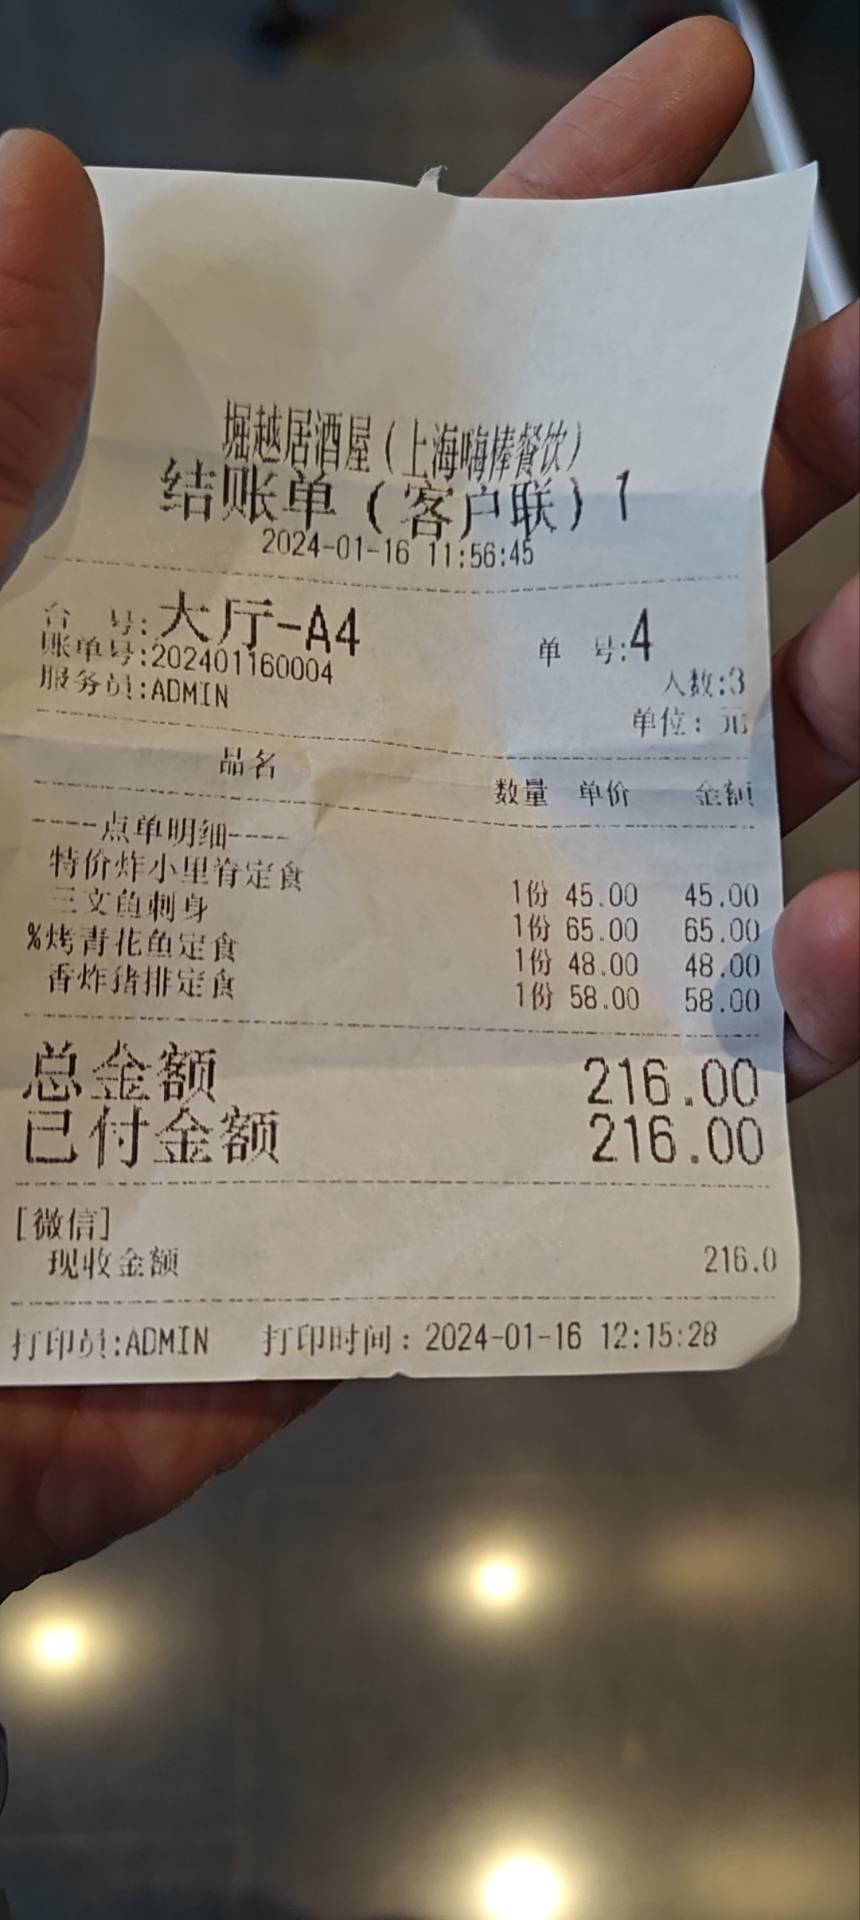 堀越居酒屋(上海嗨棒餐饮)
结账单(客户联)1
2024-01-16 11:56:45
台 号:大厅-A4 单 号:4
账单号:202401160004
服务员:ADMIN 人数:3
单位: 元
品名 数量 单价 金额
----点单明细----
特价炸小里脊定食 1份 45.00 45.00
三文鱼刺身 1份 65.00 65.00
%烤青花鱼定食 1份 48.00 48.00
香炸猪排定食 1份 58.00 58.00
总金额 216.00
已付金额 216.00
[微信]
现收金额 216.0
打印员:ADMIN 打印时间:2024-01-16 12:15:28